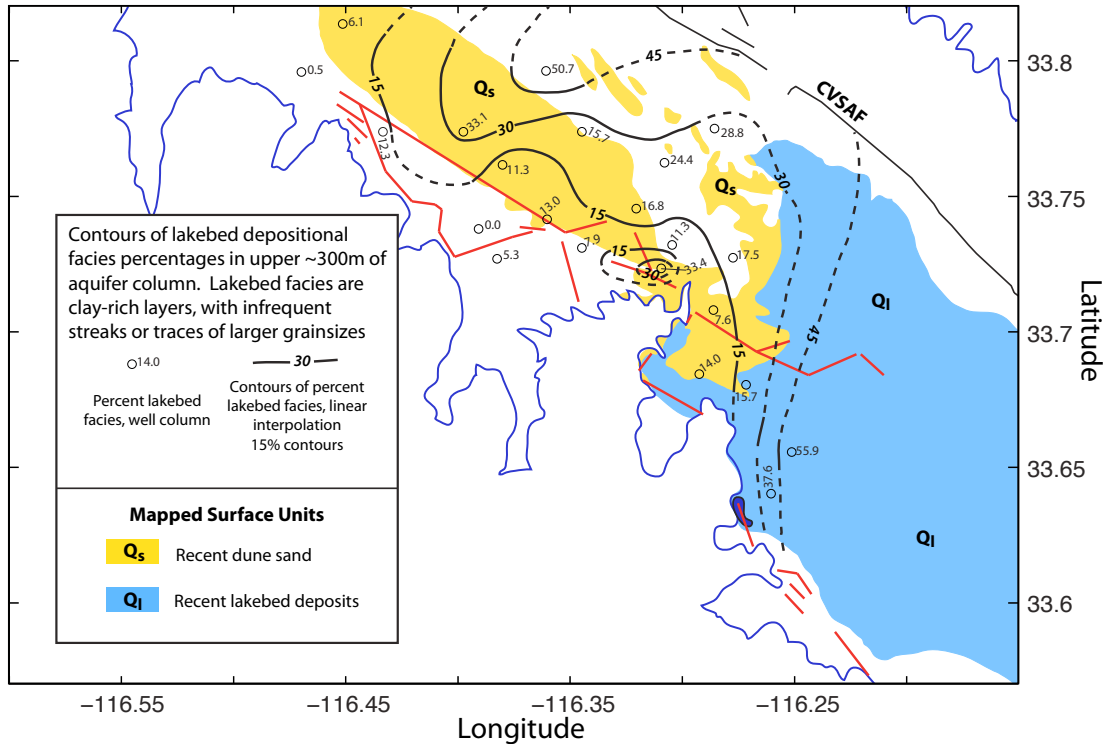 6.1
0.5
50.7
45
33.8
15
Qs
CVSAF
33.1
30
15.7
28.8
12.3
24.4
11.3
30
33.75
Qs
13.0
15
16.8
0.0
11.3
7.9
15
17.5
5.3
33.4
30
Ql
7.6
33.7
15
45
14.0
15.7
55.9
33.65
37.6
Ql
33.6
Latitude
Contours of lakebed depositional
facies percentages in upper ~300m of
aquifer column. Lakebed facies are
clay-rich layers, with infrequent
streaks or traces of larger grainsizes
14.0
30
Percent lakebed
facies, well column
Contours of percent
lakebed facies, linear
interpolation
15% contours
Mapped Surface Units
Qs Recent dune sand
Ql Recent lakebed deposits
−116.55
−116.45
−116.35
−116.25
Longitude